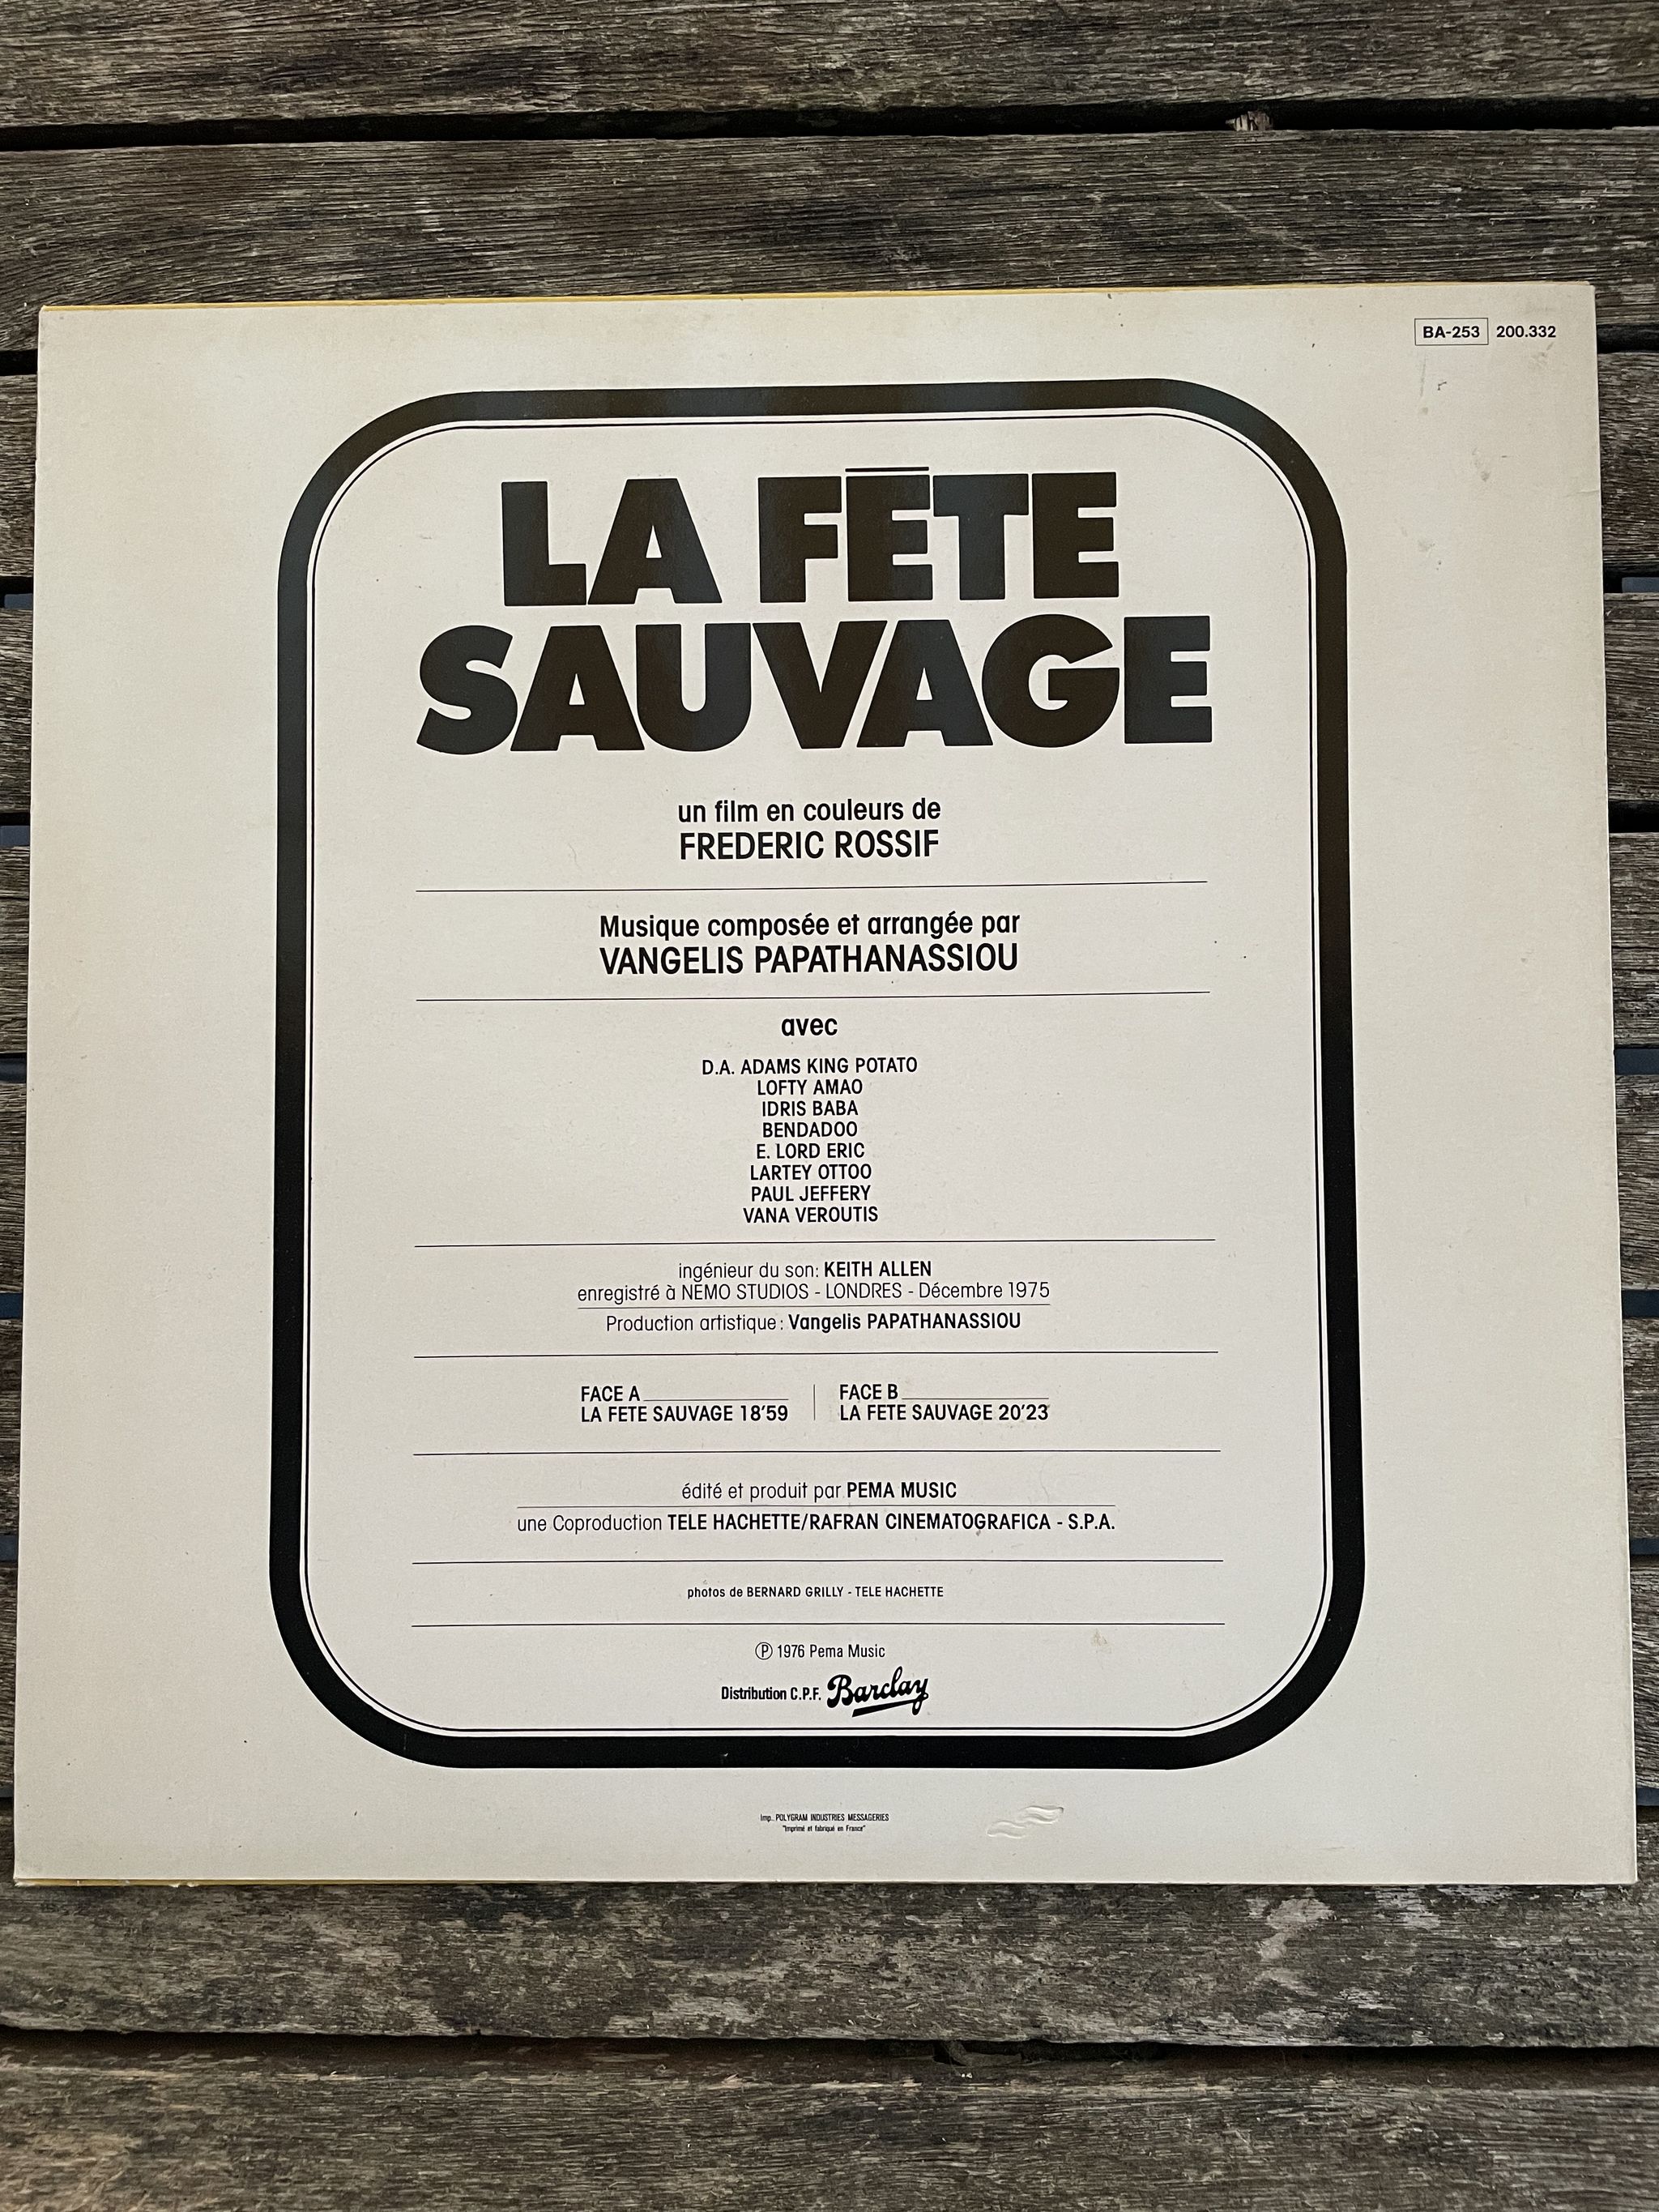 BA-253 200.332
LA FÊTE
SAUVAGE
un film en couleurs de
FREDERIC ROSSIF
Musique composée et arrangée par
VANGELIS PAPATHANASSIOU
avec
D.A. ADAMS KING POTATO
LOFTY AMAO
IDRIS BABA
BENDADOO
E. LORD ERIC
LARTEY OTTOO
PAUL JEFFERY
VANA VEROUTIS
ingénieur du son: KEITH ALLEN
enregistré à NEMO STUDIOS - LONDRES - Décembre 1975
Production artistique : Vangelis PAPATHANASSIOU
FACE A
LA FETE SAUVAGE 18'59
FACE B
LA FETE SAUVAGE 20'23
édité et produit par PEMA MUSIC
une Coproduction TELE HACHETTE/RAFRAN CINEMATOGRAFICA - S.P.A.
photos de BERNARD GRILLY - TELE HACHETTE
℗ 1976 Pema Music
Distribution C.P.F. Barclay
Imp. POLYGRAM INDUSTRIES MESSAGERIES
"Imprimé et fabriqué en France"